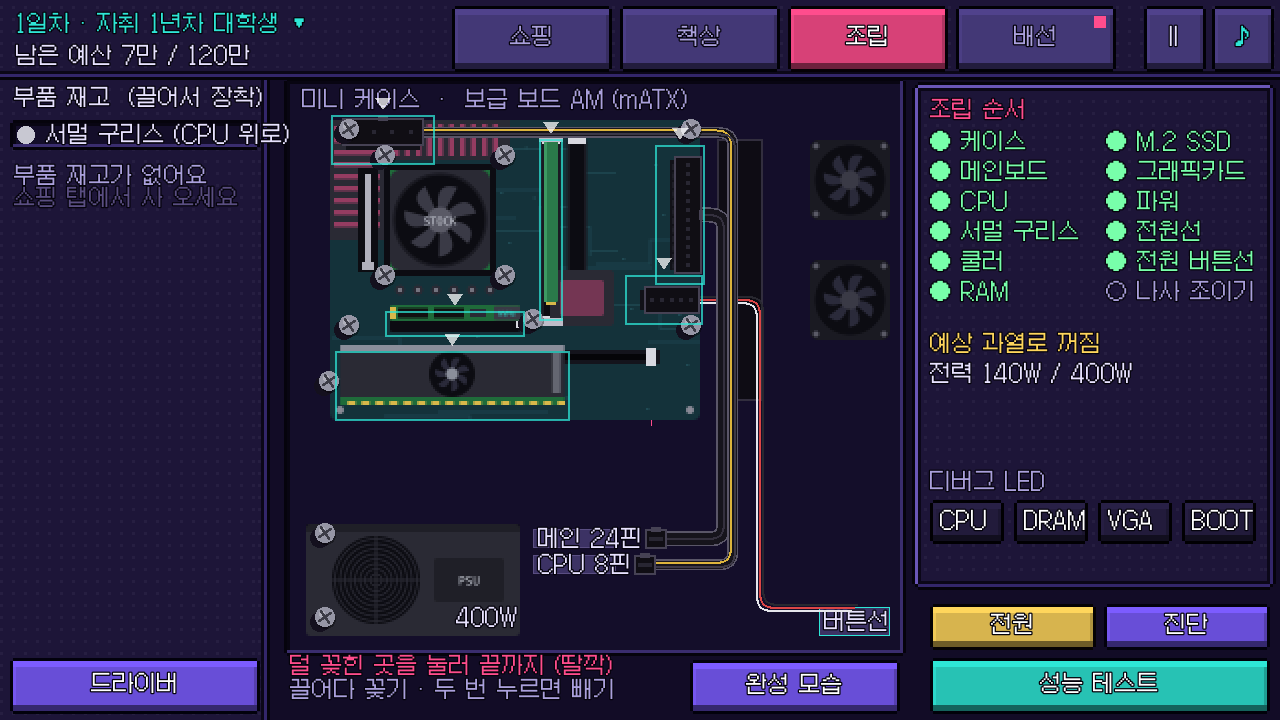 1일차 · 자취 1년차 대학생 ▼
남은 예산 7만 / 120만
쇼핑
책상
조립
배선
부품 재고 (끌어서 장착)
서멀 구리스 (CPU 위로)
부품 재고가 없어요
쇼핑 탭에서 사 오세요
미니 케이스 · 보급 보드 AM (mATX)
STOCK
메인 24핀
CPU 8핀
PSU
400W
버튼선
조립 순서
케이스
M.2 SSD
메인보드
그래픽카드
CPU
파워
서멀 구리스
전원선
쿨러
전원 버튼선
RAM
나사 조이기
예상 과열로 꺼짐
전력 140W / 400W
디버그 LED
CPU
DRAM
VGA
BOOT
전원
진단
드라이버
덜 꽂힌 곳을 눌러 끝까지 (딸깍)
끌어다 꽂기 · 두 번 누르면 빼기
완성 모습
성능 테스트